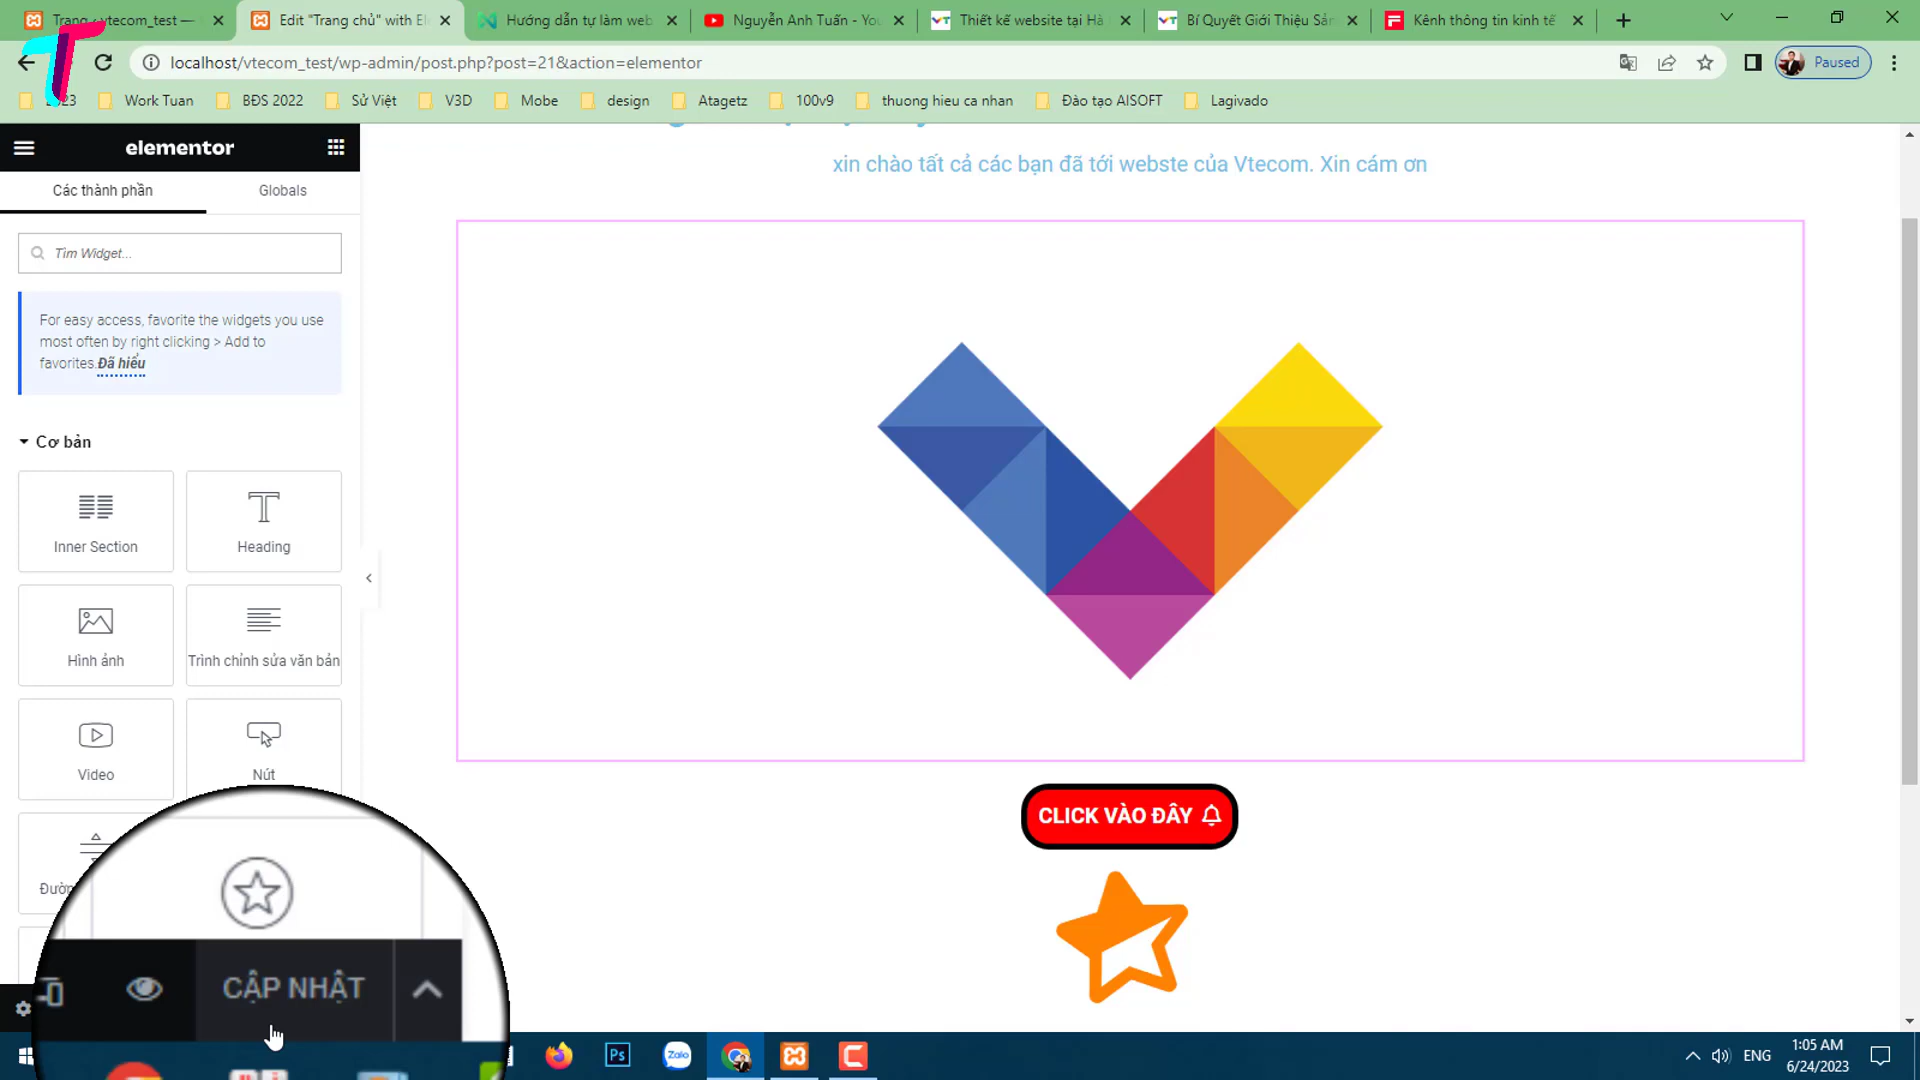 Trang
vtecom_test —
Edit "Trang chủ" with El
Hướng dẫn tự làm web
Nguyễn Anh Tuấn - You
Thiết kế website tại Hà
Bí Quyết Giới Thiệu Sản
Kênh thông tin kinh tế
localhost/vtecom_test/wp-admin/post.php?post=21&action=elementor
Paused
Work Tuan
BĐS 2022
Sử Việt
V3D
Mobe
design
Atagetz
100v9
thuong hieu ca nhan
Đào tạo AISOFT
Lagivado
elementor
Các thành phần
Globals
Tìm Widget...
For easy access, favorite the widgets you use
most often by right clicking > Add to
favorites. Đã hiểu
Cơ bản
Inner Section
Heading
Hình ảnh
Trình chỉnh sửa văn bản
Video
Nút
CẬP NHẬT
xin chào tất cả các bạn đã tới webste của Vtecom. Xin cám ơn
CLICK VÀO ĐÂY
Ps
Zalo
ENG
1:05 AM
6/24/2023